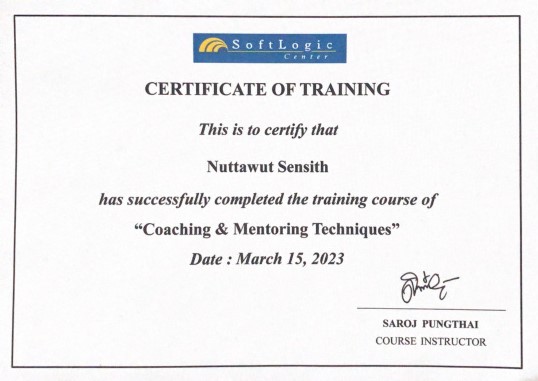 SoftLogic
Center
CERTIFICATE OF TRAINING
This is to certify that
Nuttawut Sensith
has successfully completed the training course of
“Coaching & Mentoring Techniques”
Date : March 15, 2023
SAROJ PUNGTHAI
COURSE INSTRUCTOR